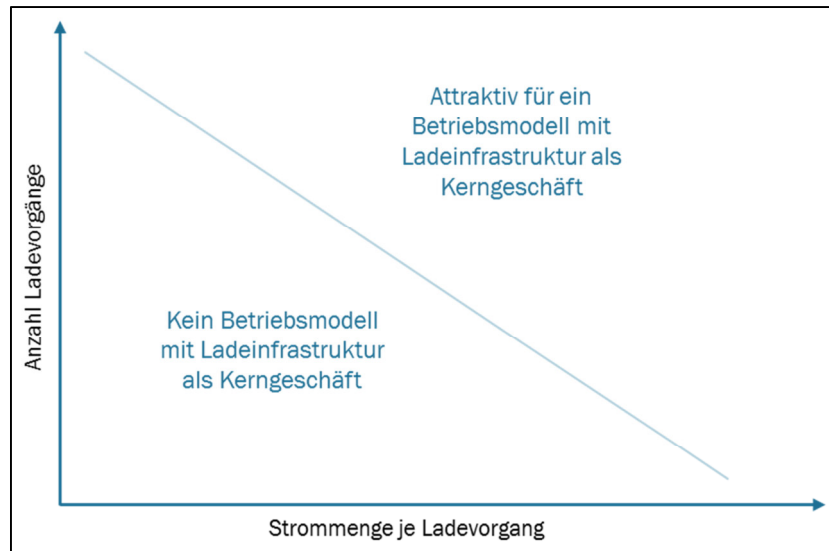 Attraktiv für ein
Betriebsmodell mit
Ladeinfrastruktur als
Kerngeschäft
Anzahl Ladevorgänge
Kein Betriebsmodell
mit Ladeinfrastruktur
als Kerngeschäft
Strommenge je Ladevorgang